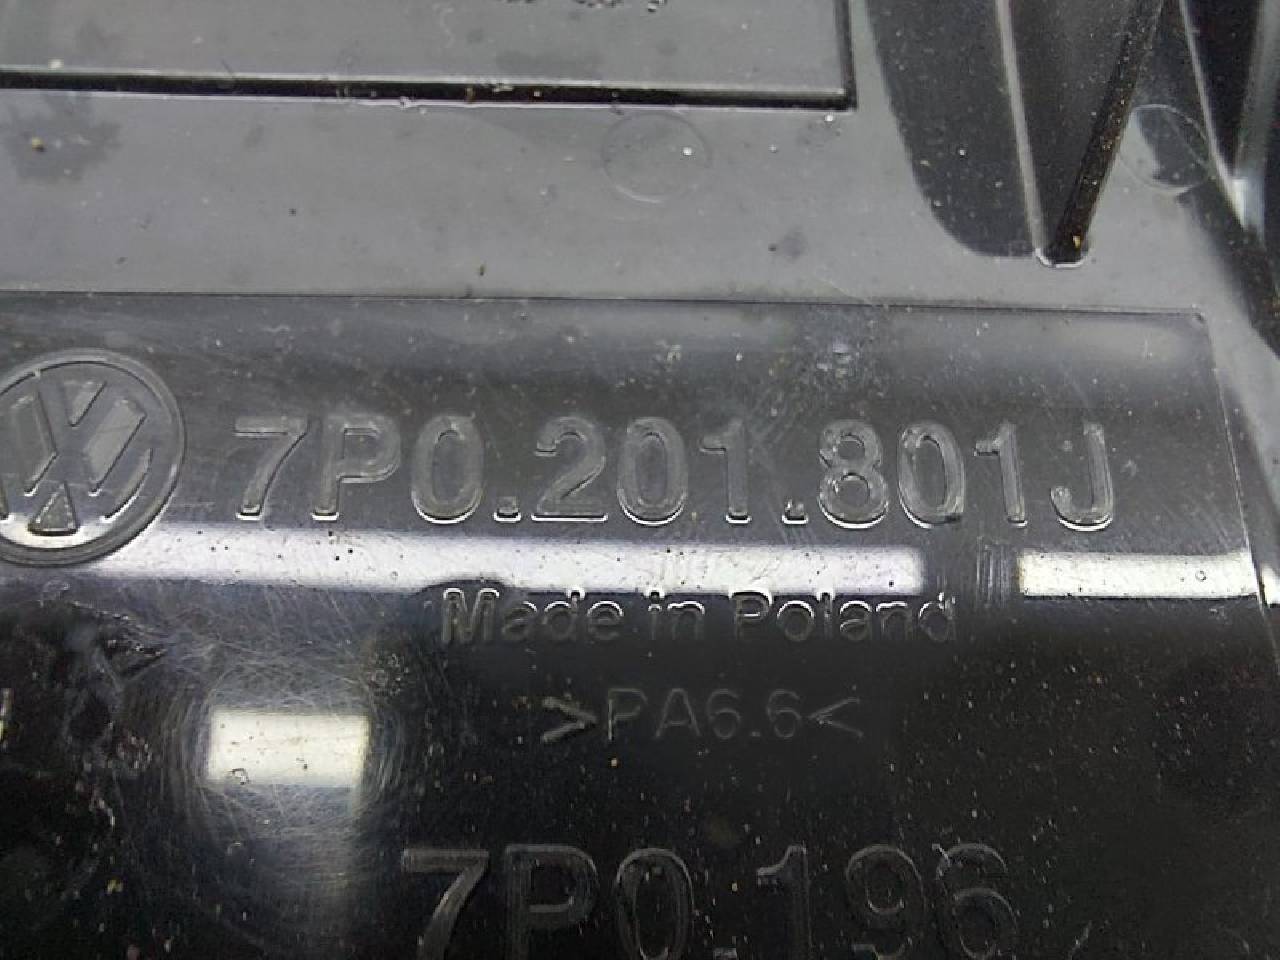 7P0.201.801J
Made in Poland
>PA6.6<
7P0.196